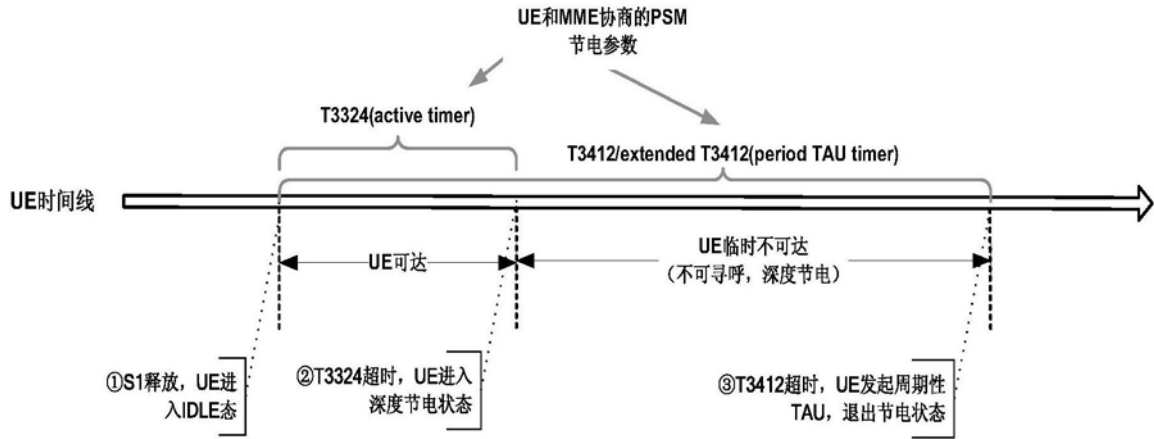 UE和MME协商的PSM
节电参数
T3324(active timer)
T3412/extended T3412(period TAU timer)
UE时间线
UE可达
UE临时不可达
（不可寻呼，深度节电）
①S1释放，UE进
入IDLE态
②T3324超时，UE进入
深度节电状态
③T3412超时，UE发起周期性
TAU，退出节电状态